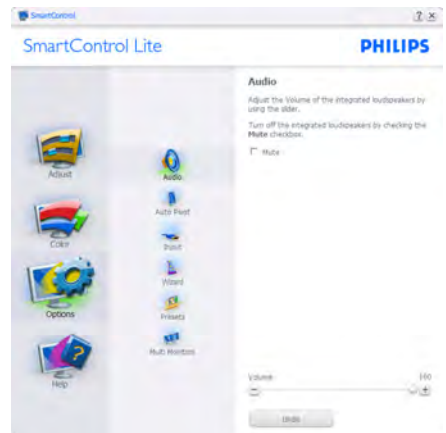 SmartControl
? ×
SmartControl Lite
PHILIPS
Adjust
Color
Options
Help
Audio
Auto Pivot
Input
Wizard
Presets
Multi Monitors
Audio
Adjust the Volume of the integrated loudspeakers by
using the slider.
Turn off the integrated loudspeakers by checking the
Mute checkbox.
Mute
Volume
100
Undo